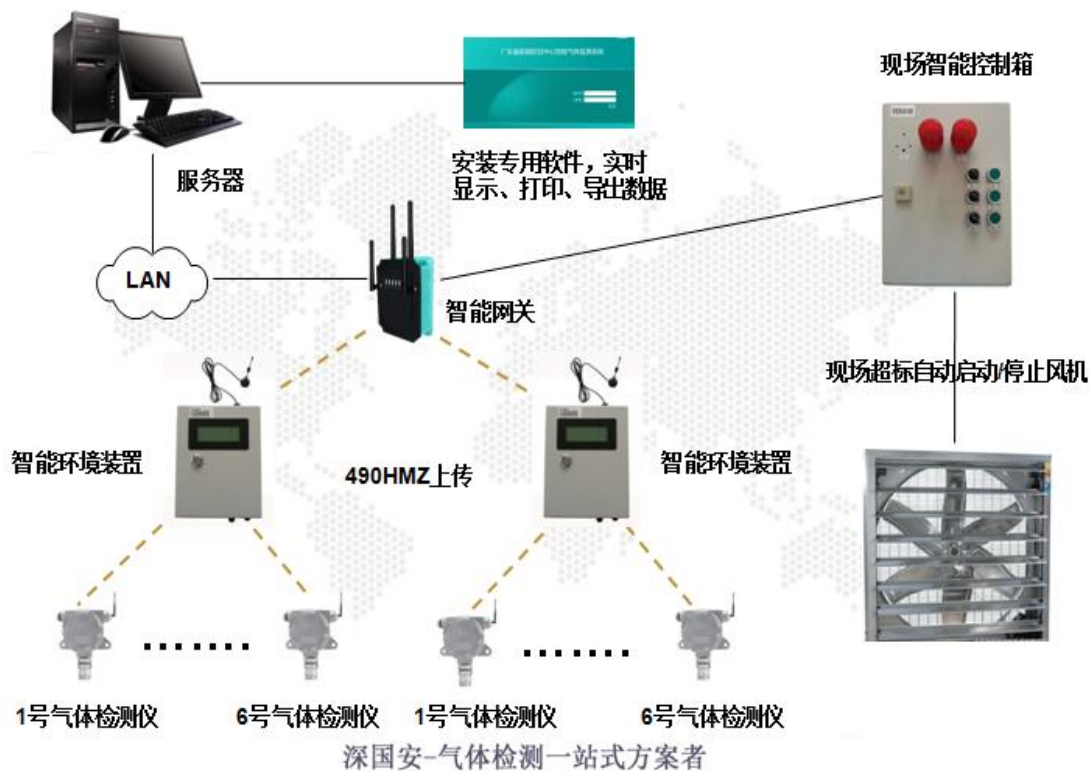 现场智能控制箱
服务器
安装专用软件，实时
显示、打印、导出数据
LAN
智能网关
现场超标自动启动/停止风机
智能环境装置
490HMZ上传
智能环境装置
1号气体检测仪
6号气体检测仪
1号气体检测仪
6号气体检测仪
深国安-气体检测一站式方案者